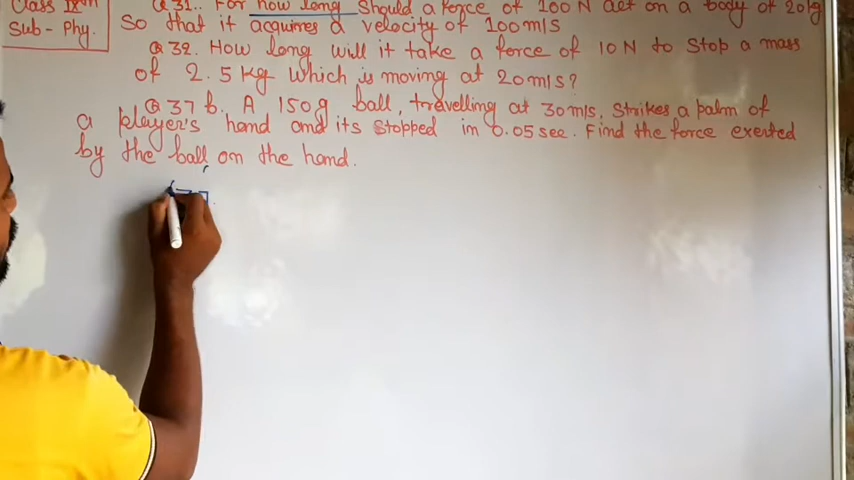 Class IXth
Sub - Phy.
Q 31.. For how long should a force of 100 N act on a body of 20kg
so that it acquires a velocity of 100m/s
Q 32. How long will it take a force of 10 N to stop a mass
of 2.5 kg which is moving at 20m/s?
Q 37 b. A 150g ball, travelling at 30m/s, strikes a palm of
a player's hand and its stopped in 0.05 sec. Find the force exerted
by the ball on the hand.